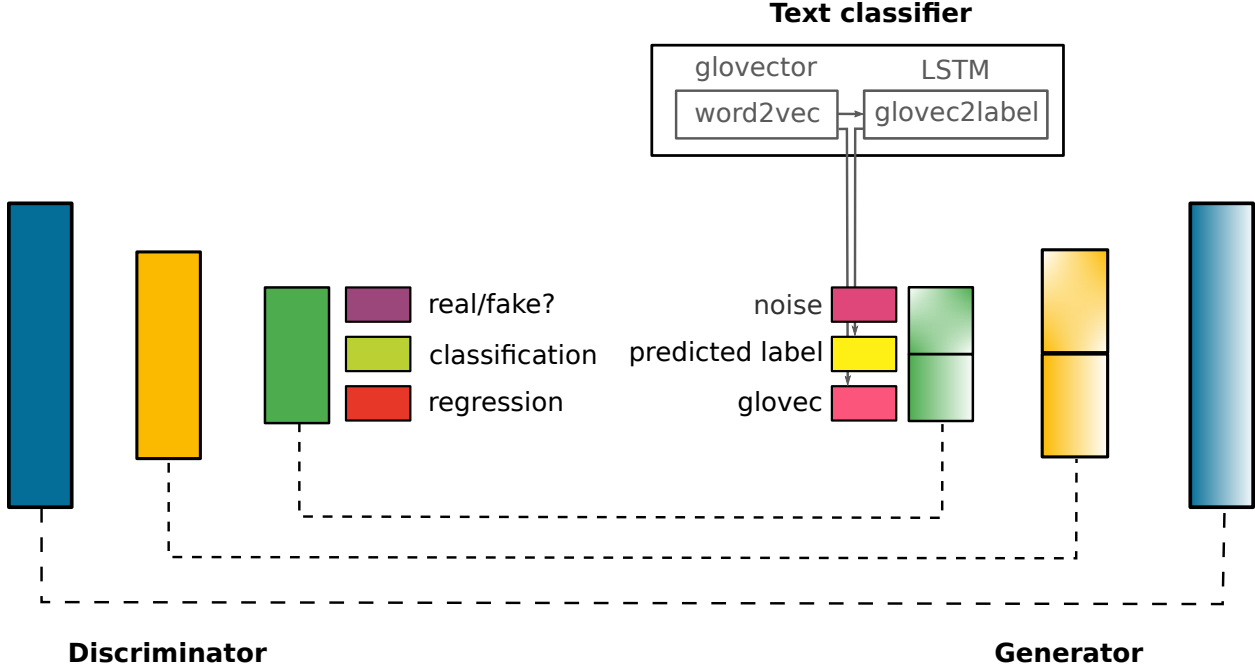 Text classifier
glovector
LSTM
word2vec
glovec2label
real/fake?
classification
regression
noise
predicted label
glovec
Discriminator
Generator